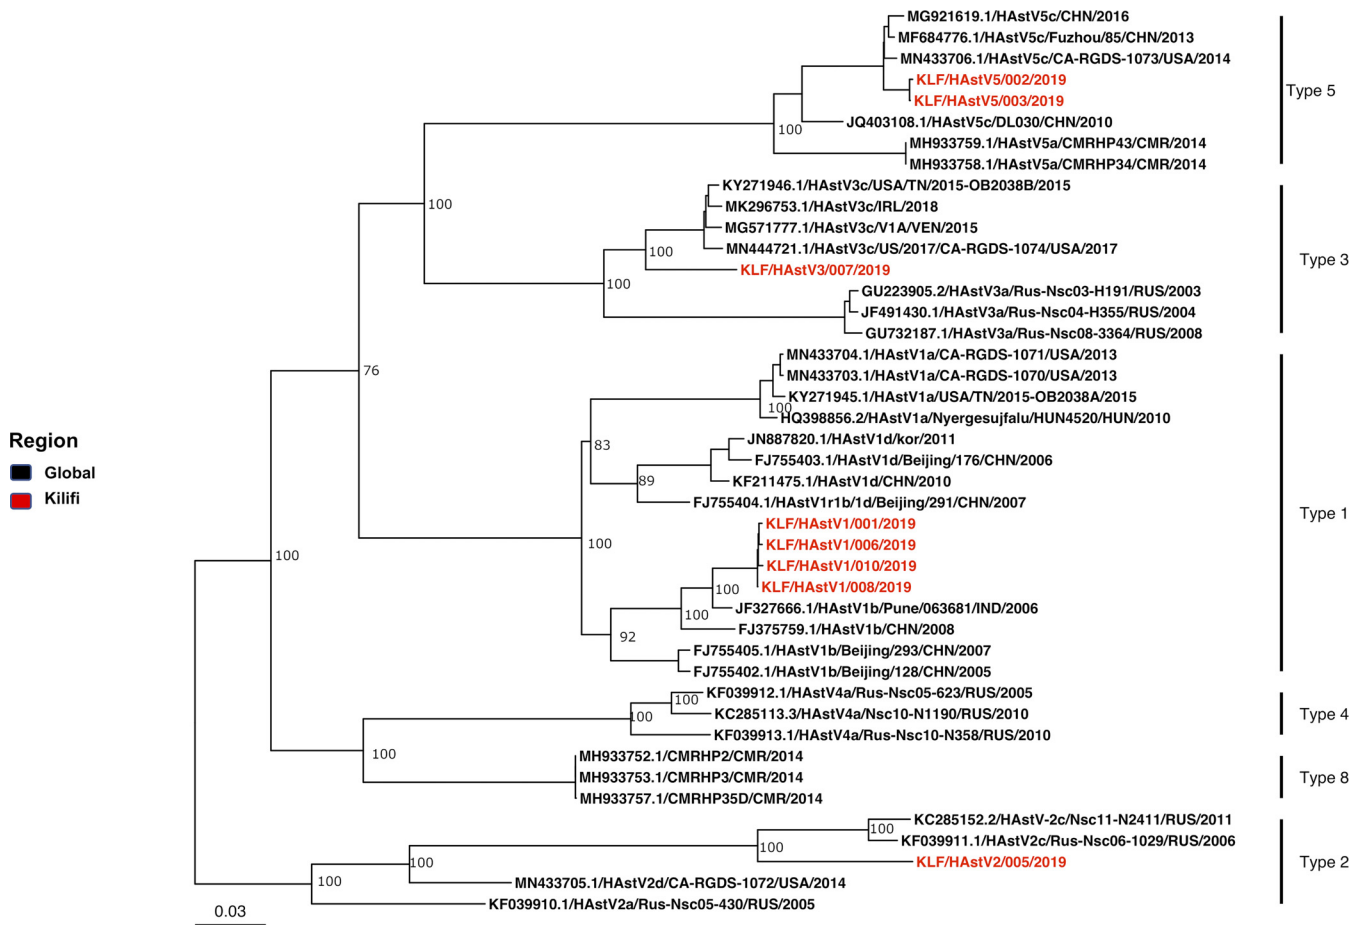 MG921619.1/HAstV5c/CHN/2016
MF684776.1/HAstV5c/Fuzhou/85/CHN/2013
MN433706.1/HAstV5c/CA-RGDS-1073/USA/2014
KLF/HAstV5/002/2019
Type 5
KLF/HAstV5/003/2019
JQ403108.1/HAstV5c/DL030/CHN/2010
100
MH933759.1/HAstV5a/CMRHP43/CMR/2014
MH933758.1/HAstV5a/CMRHP34/CMR/2014
KY271946.1/HAstV3c/USA/TN/2015-OB2038B/2015
100
MK296753.1/HAstV3c/IRL/2018
MG571777.1/HAstV3c/V1A/VEN/2015
100
MN444721.1/HAstV3c/US/2017/CA-RGDS-1074/USA/2017
Type 3
KLF/HAstV3/007/2019
100
GU223905.2/HAstV3a/Rus-Nsc03-H191/RUS/2003
JF491430.1/HAstV3a/Rus-Nsc04-H355/RUS/2004
GU732187.1/HAstV3a/Rus-Nsc08-3364/RUS/2008
MN433704.1/HAstV1a/CA-RGDS-1071/USA/2013
76
MN433703.1/HAstV1a/CA-RGDS-1070/USA/2013
KY271945.1/HAstV1a/USA/TN/2015-OB2038A/2015
100
HQ398856.2/HAstV1a/Nyergesujfalu/HUN4520/HUN/2010
Region
83
JN887820.1/HAstV1d/kor/2011
FJ755403.1/HAstV1d/Beijing/176/CHN/2006
Global
89
KF211475.1/HAstV1d/CHN/2010
Kilifi
FJ755404.1/HAstV1r1b/1d/Beijing/291/CHN/2007
Type 1
KLF/HAstV1/001/2019
100
KLF/HAstV1/006/2019
100
KLF/HAstV1/010/2019
100
KLF/HAstV1/008/2019
JF327666.1/HAstV1b/Pune/063681/IND/2006
100
FJ375759.1/HAstV1b/CHN/2008
92
FJ755405.1/HAstV1b/Beijing/293/CHN/2007
FJ755402.1/HAstV1b/Beijing/128/CHN/2005
KF039912.1/HAstV4a/Rus-Nsc05-623/RUS/2005
100
100
KC285113.3/HAstV4a/Nsc10-N1190/RUS/2010
Type 4
KF039913.1/HAstV4a/Rus-Nsc10-N358/RUS/2010
100
MH933752.1/CMRHP2/CMR/2014
MH933753.1/CMRHP3/CMR/2014
Type 8
MH933757.1/CMRHP35D/CMR/2014
KC285152.2/HAstV-2c/Nsc11-N2411/RUS/2011
100
KF039911.1/HAstV2c/Rus-Nsc06-1029/RUS/2006
100
KLF/HAstV2/005/2019
Type 2
100
100
MN433705.1/HAstV2d/CA-RGDS-1072/USA/2014
KF039910.1/HAstV2a/Rus-Nsc05-430/RUS/2005
0.03